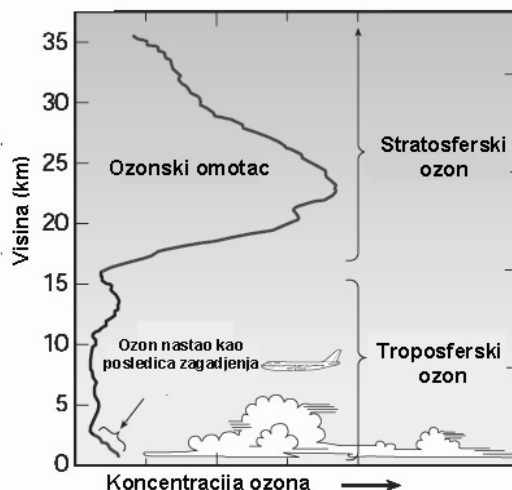 35
30
25
20
15
10
5
0
Visina (km)
Ozonski omotac
Stratosferski
ozon
Ozon nastao kao
posledica zagadjenja
Troposferski
ozon
Koncentracija ozona